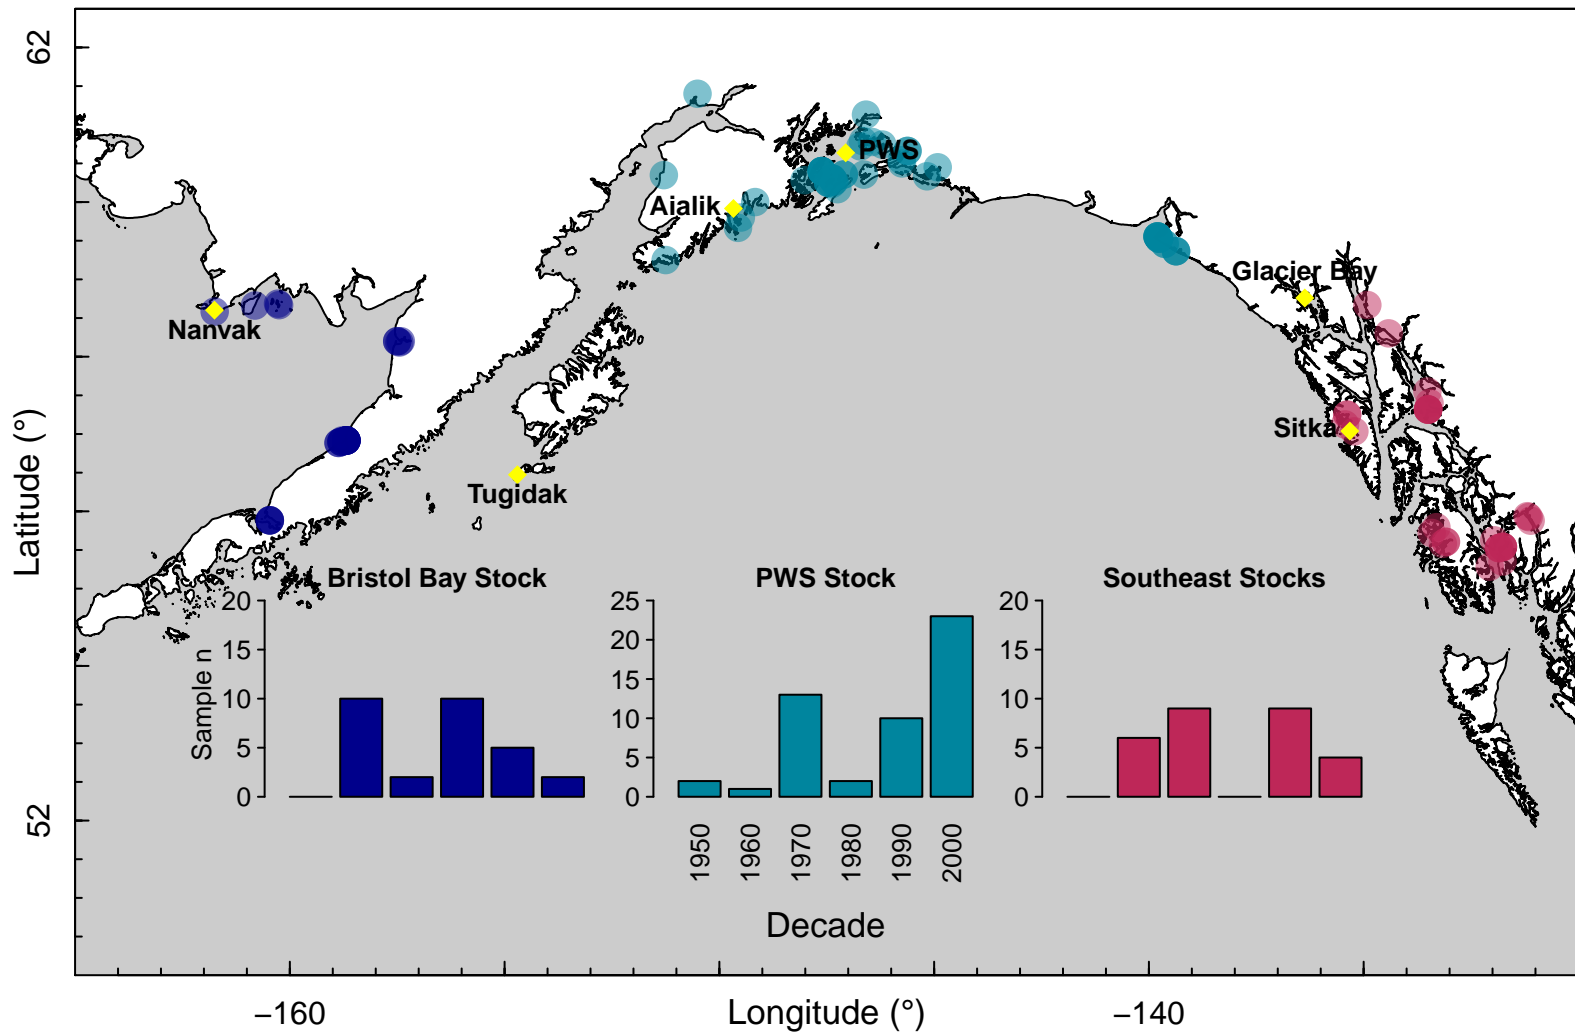 62
PWS
Aialik
Glacier Bay
Nanvak
Sitka
Tugidak
Latitude (°)
Bristol Bay Stock
PWS Stock
Southeast Stocks
Sample n
20
15
10
5
0
25
20
15
10
5
0
20
15
10
5
0
52
1950
1960
1970
1980
1990
2000
Decade
−160
Longitude (°)
−140